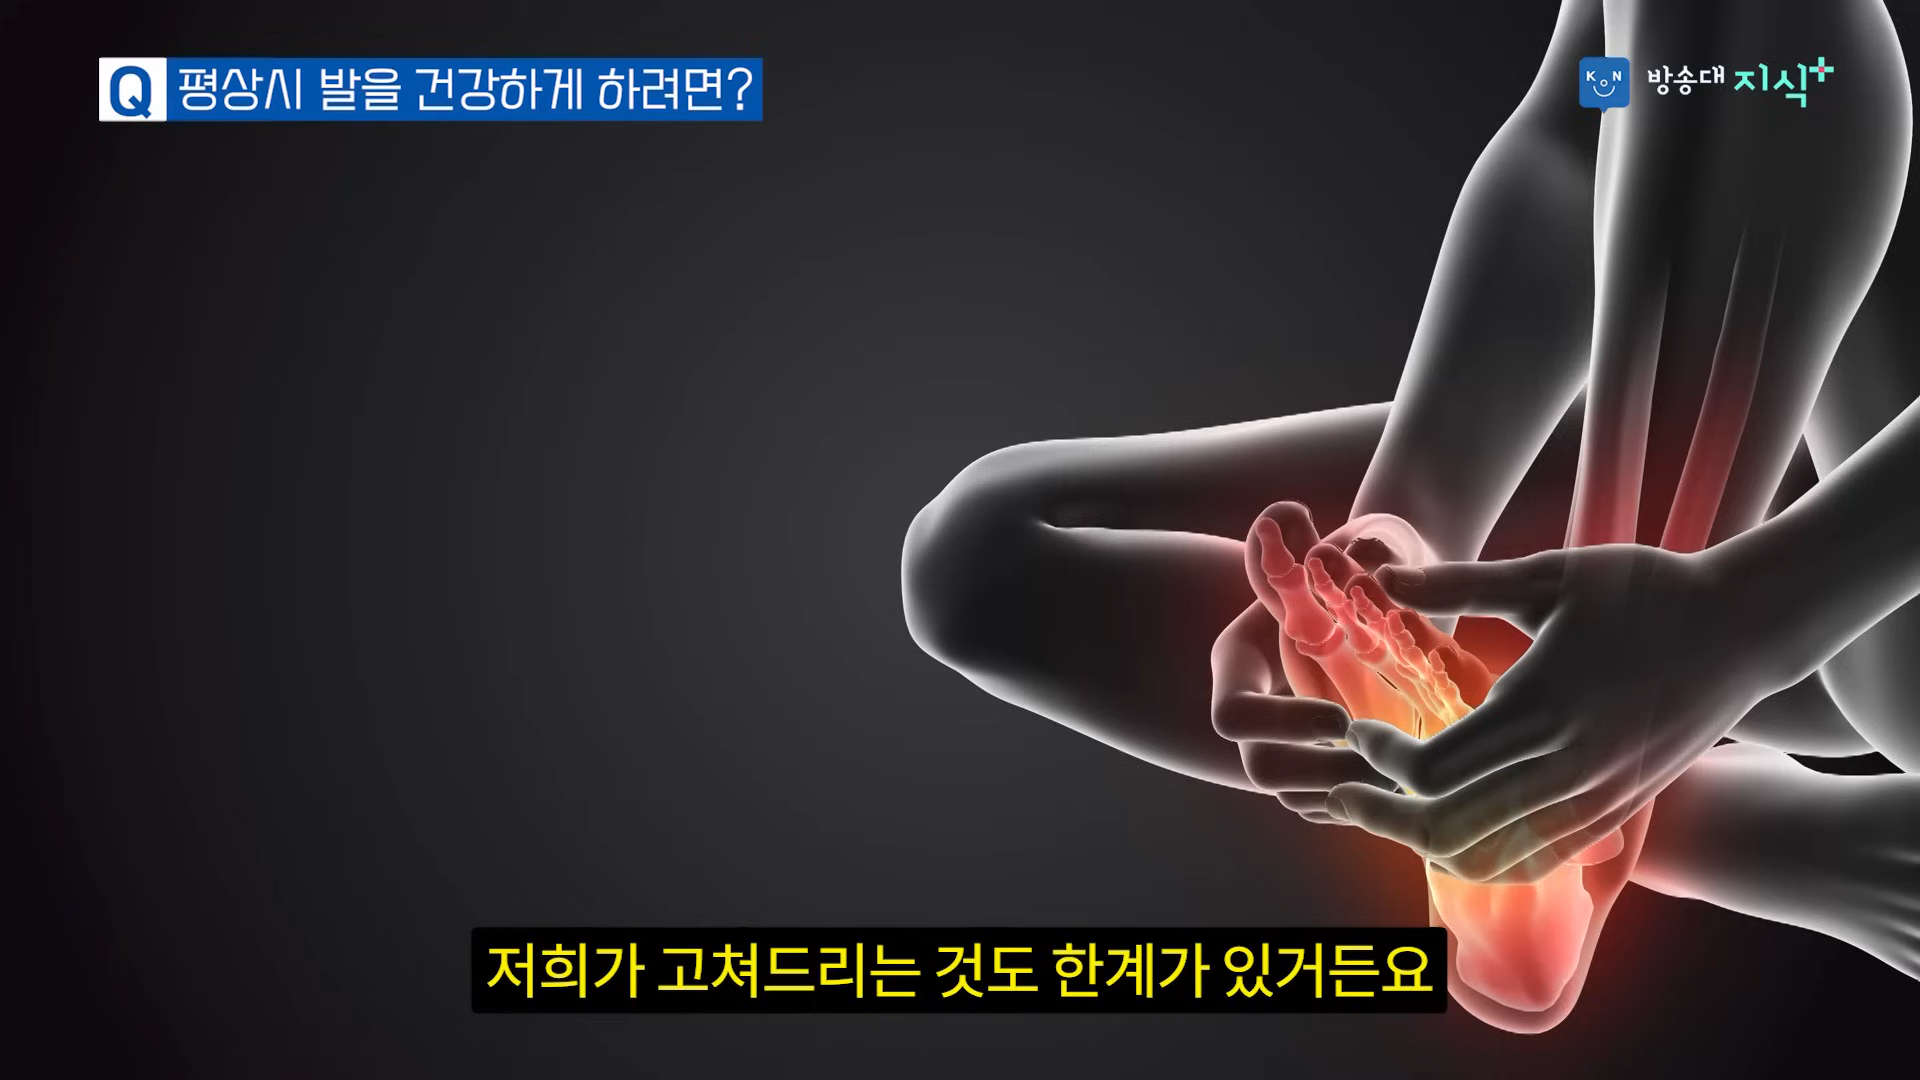 Q 평상시 발을 건강하게 하려면?
KON 방송대 지식+
저희가 고쳐드리는 것도 한계가 있거든요